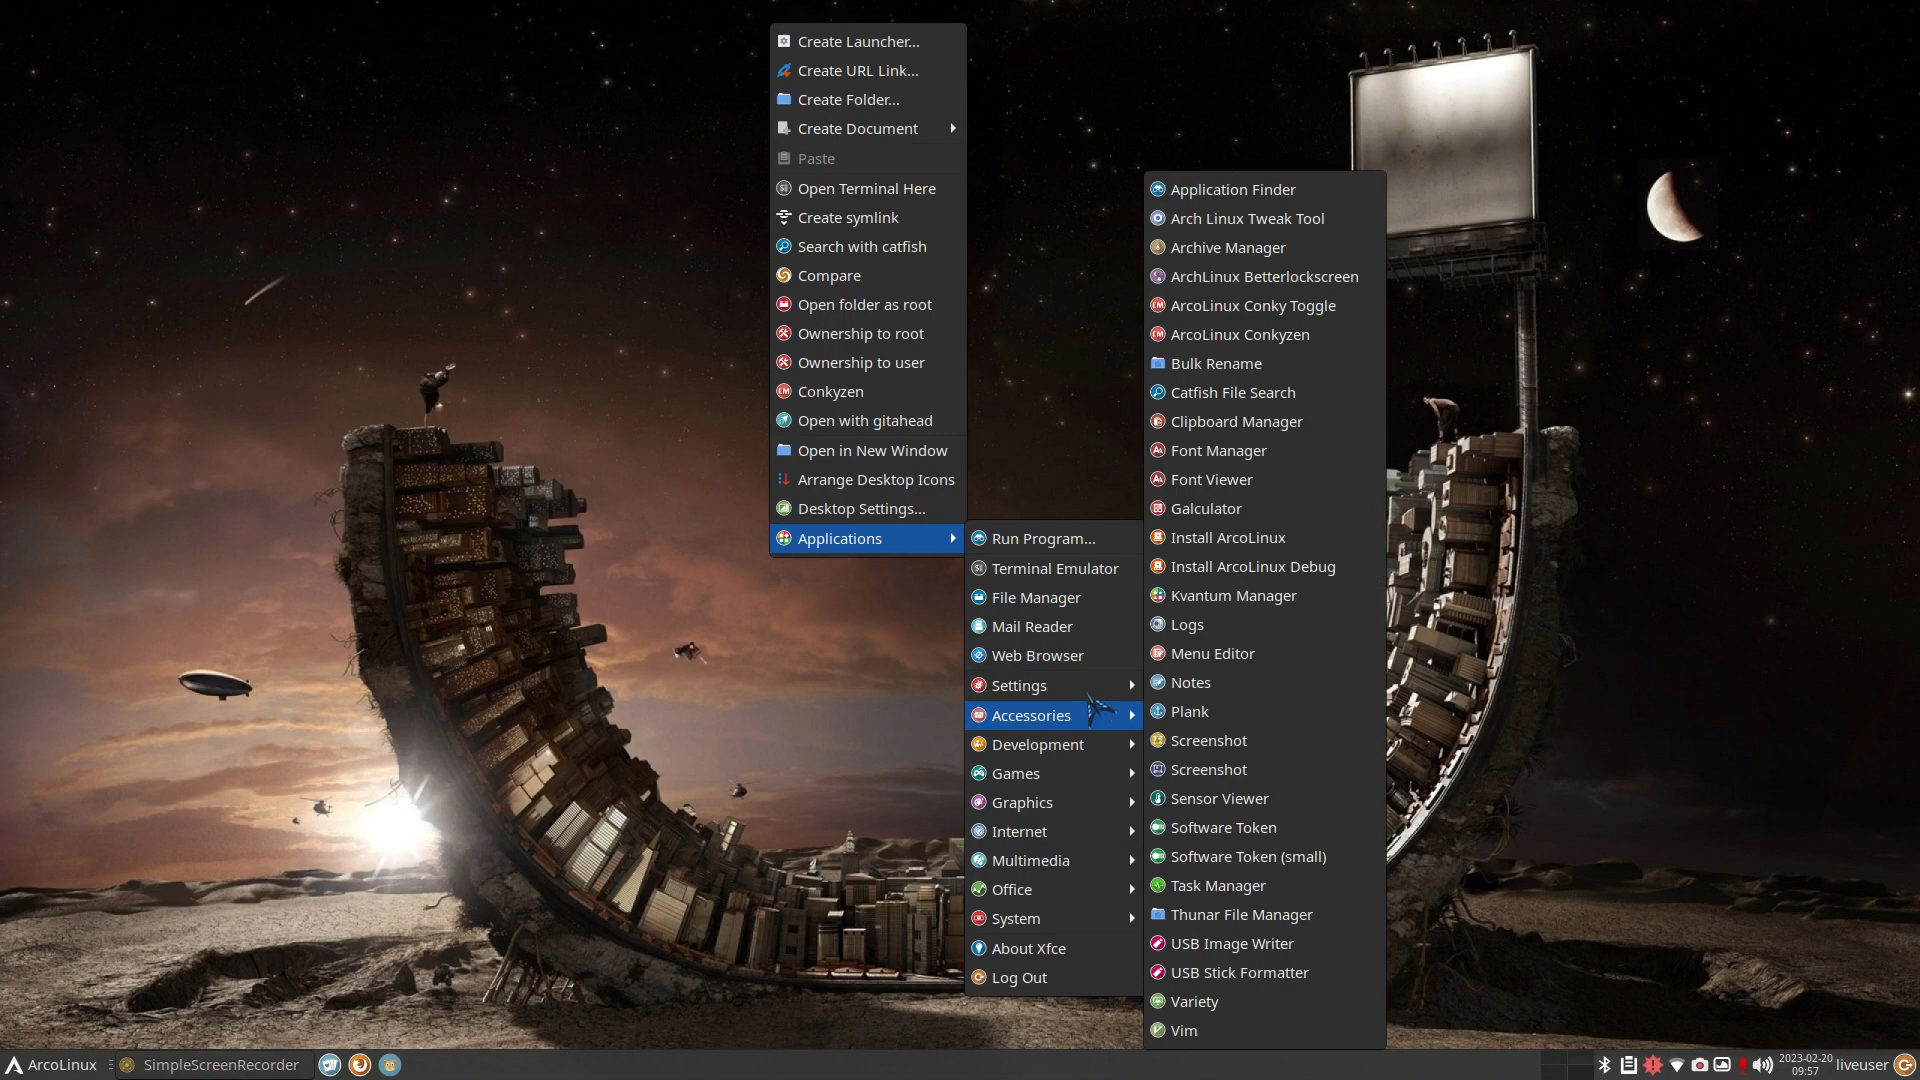 Create Launcher...
Create URL Link...
Create Folder...
Create Document
Paste
Open Terminal Here
Create symlink
Search with catfish
Compare
Open folder as root
Ownership to root
Ownership to user
Conkyzen
Open with gitahead
Open in New Window
Arrange Desktop Icons
Desktop Settings...
Applications
Run Program...
Terminal Emulator
File Manager
Mail Reader
Web Browser
Settings
Accessories
Development
Games
Graphics
Internet
Multimedia
Office
System
About Xfce
Log Out
Application Finder
Arch Linux Tweak Tool
Archive Manager
ArchLinux Betterlockscreen
ArcoLinux Conky Toggle
ArcoLinux Conkyzen
Bulk Rename
Catfish File Search
Clipboard Manager
Font Manager
Font Viewer
Galculator
Install ArcoLinux
Install ArcoLinux Debug
Kvantum Manager
Logs
Menu Editor
Notes
Plank
Screenshot
Screenshot
Sensor Viewer
Software Token
Software Token (small)
Task Manager
Thunar File Manager
USB Image Writer
USB Stick Formatter
Variety
Vim
ArcoLinux
SimpleScreenRecorder
2023-02-20
09:57
liveuser